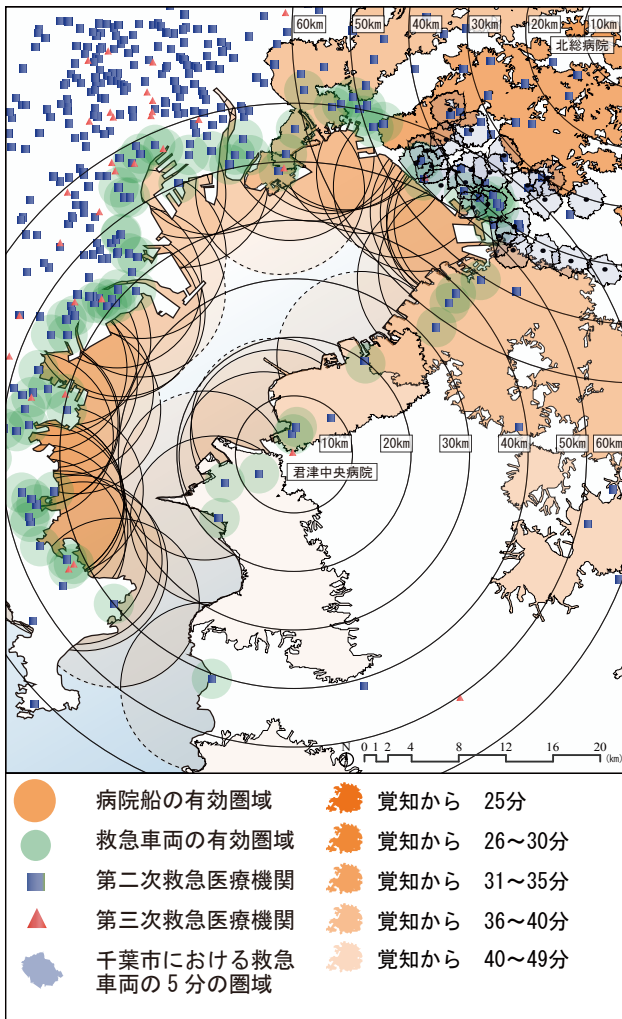 60km
50km
40km
30km
20km
10km
北総病院
10km
20km
30km
40km
50km
60km
君津中央病院
N
0 1 2 4 8 12 16 20
(km)
病院船の有効圏域
救急車両の有効圏域
第二次救急医療機関
第三次救急医療機関
千葉市における救急
車両の5分の圏域
覚知から 25分
覚知から 26〜30分
覚知から 31〜35分
覚知から 36〜40分
覚知から 40〜49分